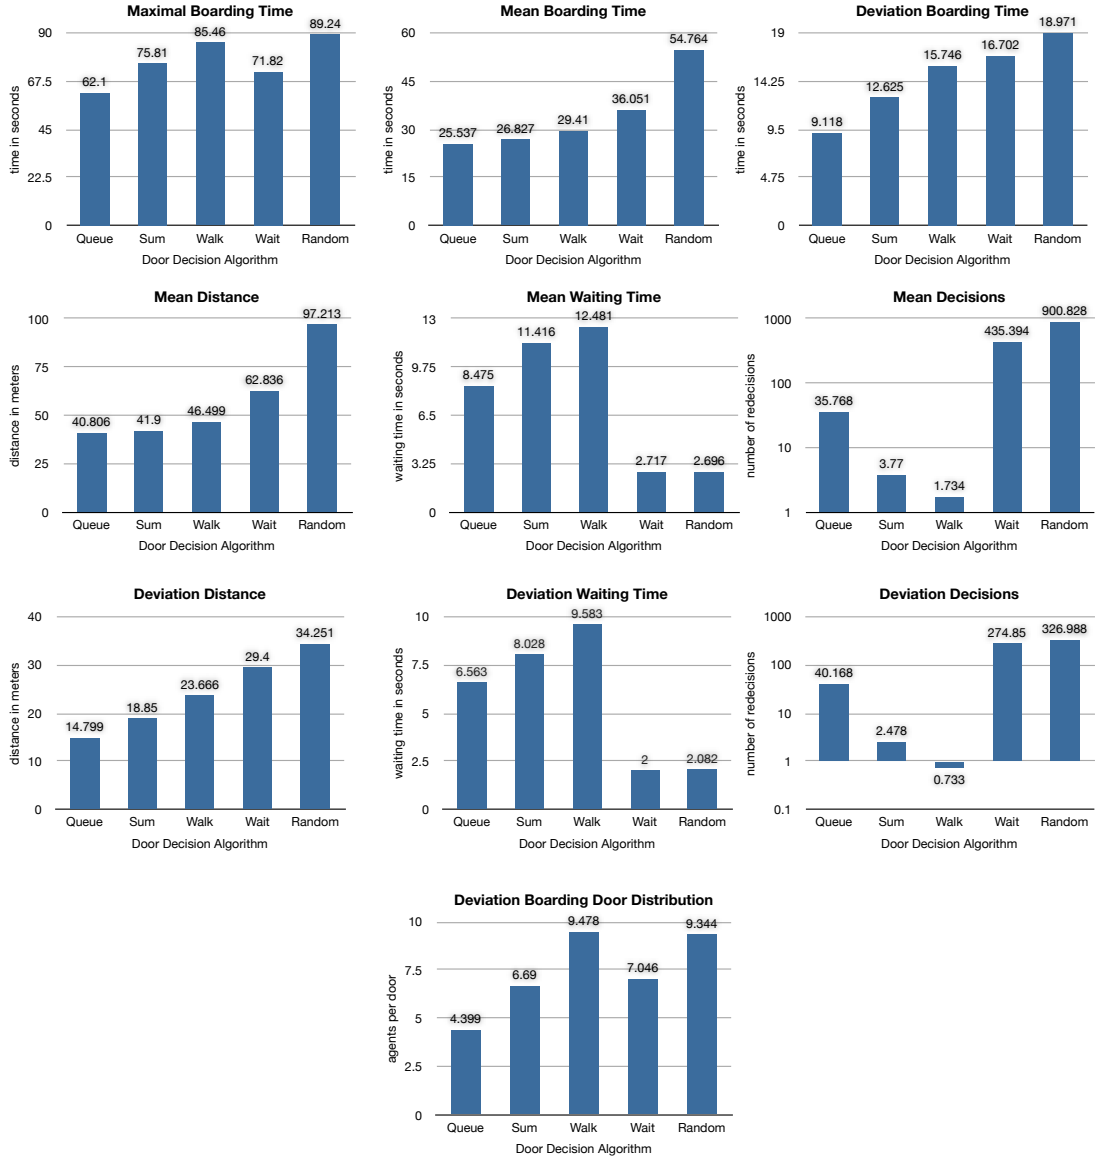 Maximal Boarding Time
time in seconds
90
67.5
45
22.5
0
62.1
75.81
85.46
71.82
89.24
Queue Sum Walk Wait Random
Door Decision Algorithm
Mean Boarding Time
time in seconds
60
45
30
15
0
25.537
26.827
29.41
36.051
54.764
Queue Sum Walk Wait Random
Door Decision Algorithm
Deviation Boarding Time
time in seconds
19
14.25
9.5
4.75
0
9.118
12.625
15.746
16.702
18.971
Queue Sum Walk Wait Random
Door Decision Algorithm
Mean Distance
distance in meters
100
75
50
25
0
40.806
41.9
46.499
62.836
97.213
Queue Sum Walk Wait Random
Door Decision Algorithm
Mean Waiting Time
waiting time in seconds
13
9.75
6.5
3.25
0
8.475
11.416
12.481
2.717
2.696
Queue Sum Walk Wait Random
Door Decision Algorithm
Mean Decisions
number of redecisions
1000
100
10
1
35.768
3.77
1.734
435.394
900.828
Queue Sum Walk Wait Random
Door Decision Algorithm
Deviation Distance
distance in meters
40
30
20
10
0
14.799
18.85
23.666
29.4
34.251
Queue Sum Walk Wait Random
Door Decision Algorithm
Deviation Waiting Time
waiting time in seconds
10
7.5
5
2.5
0
6.563
8.028
9.583
2
2.082
Queue Sum Walk Wait Random
Door Decision Algorithm
Deviation Decisions
number of redecisions
1000
100
10
1
0.1
40.168
2.478
0.733
274.85
326.988
Queue Sum Walk Wait Random
Door Decision Algorithm
Deviation Boarding Door Distribution
agents per door
10
7.5
5
2.5
0
4.399
6.69
9.478
7.046
9.344
Queue Sum Walk Wait Random
Door Decision Algorithm